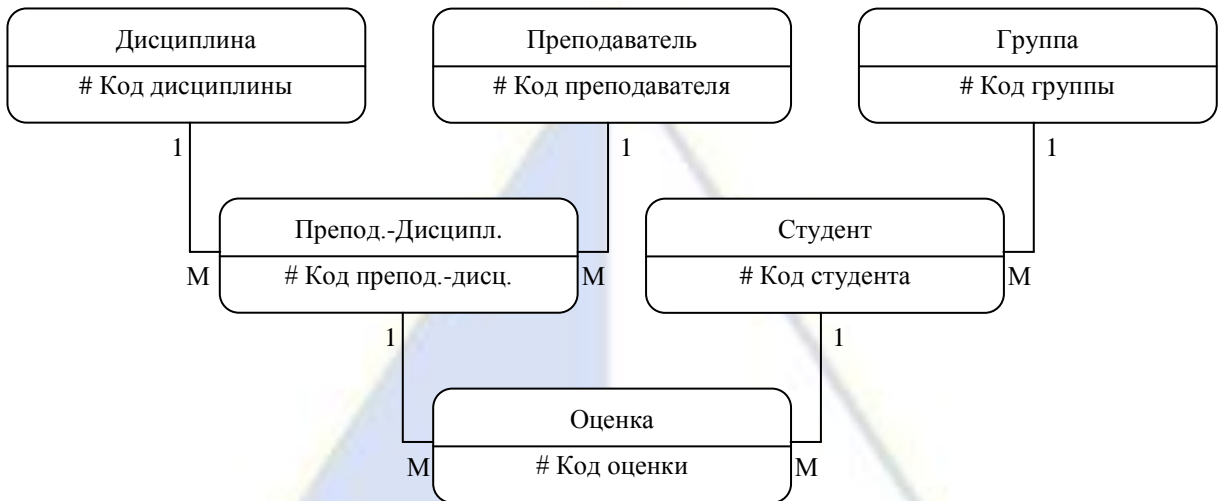 Дисциплина
# Код дисциплины
Преподаватель
# Код преподавателя
Группа
# Код группы
1
1
1
Препод.-Дисципл.
# Код препод.-дисц.
Студент
# Код студента
М
М
М
1
1
Оценка
# Код оценки
М
М